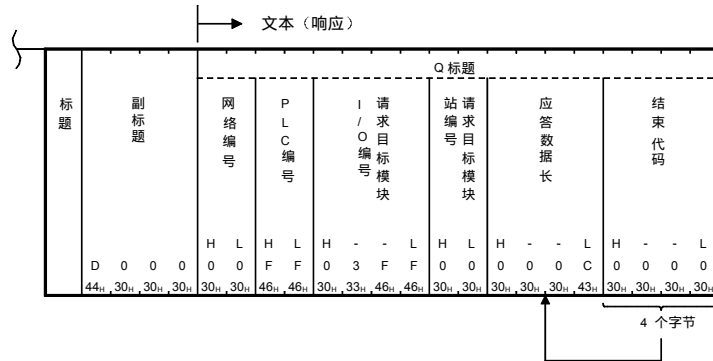 文本（响应）
Q 标题
标题
副标题
网络编号
PLC编号
请求目标模块
I/O编号
请求目标模块
站编号
应答数据长
结束代码
H L H L H - - L H L H - - L H - - L
D 0 0 0 0 0 F F 0 3 F F 0 0 0 0 0 C 0 0 0 0
44H 30H 30H 30H 30H 30H 46H 46H 30H 33H 46H 46H 30H 30H 30H 30H 30H 43H 30H 30H 30H 30H
4 个字节